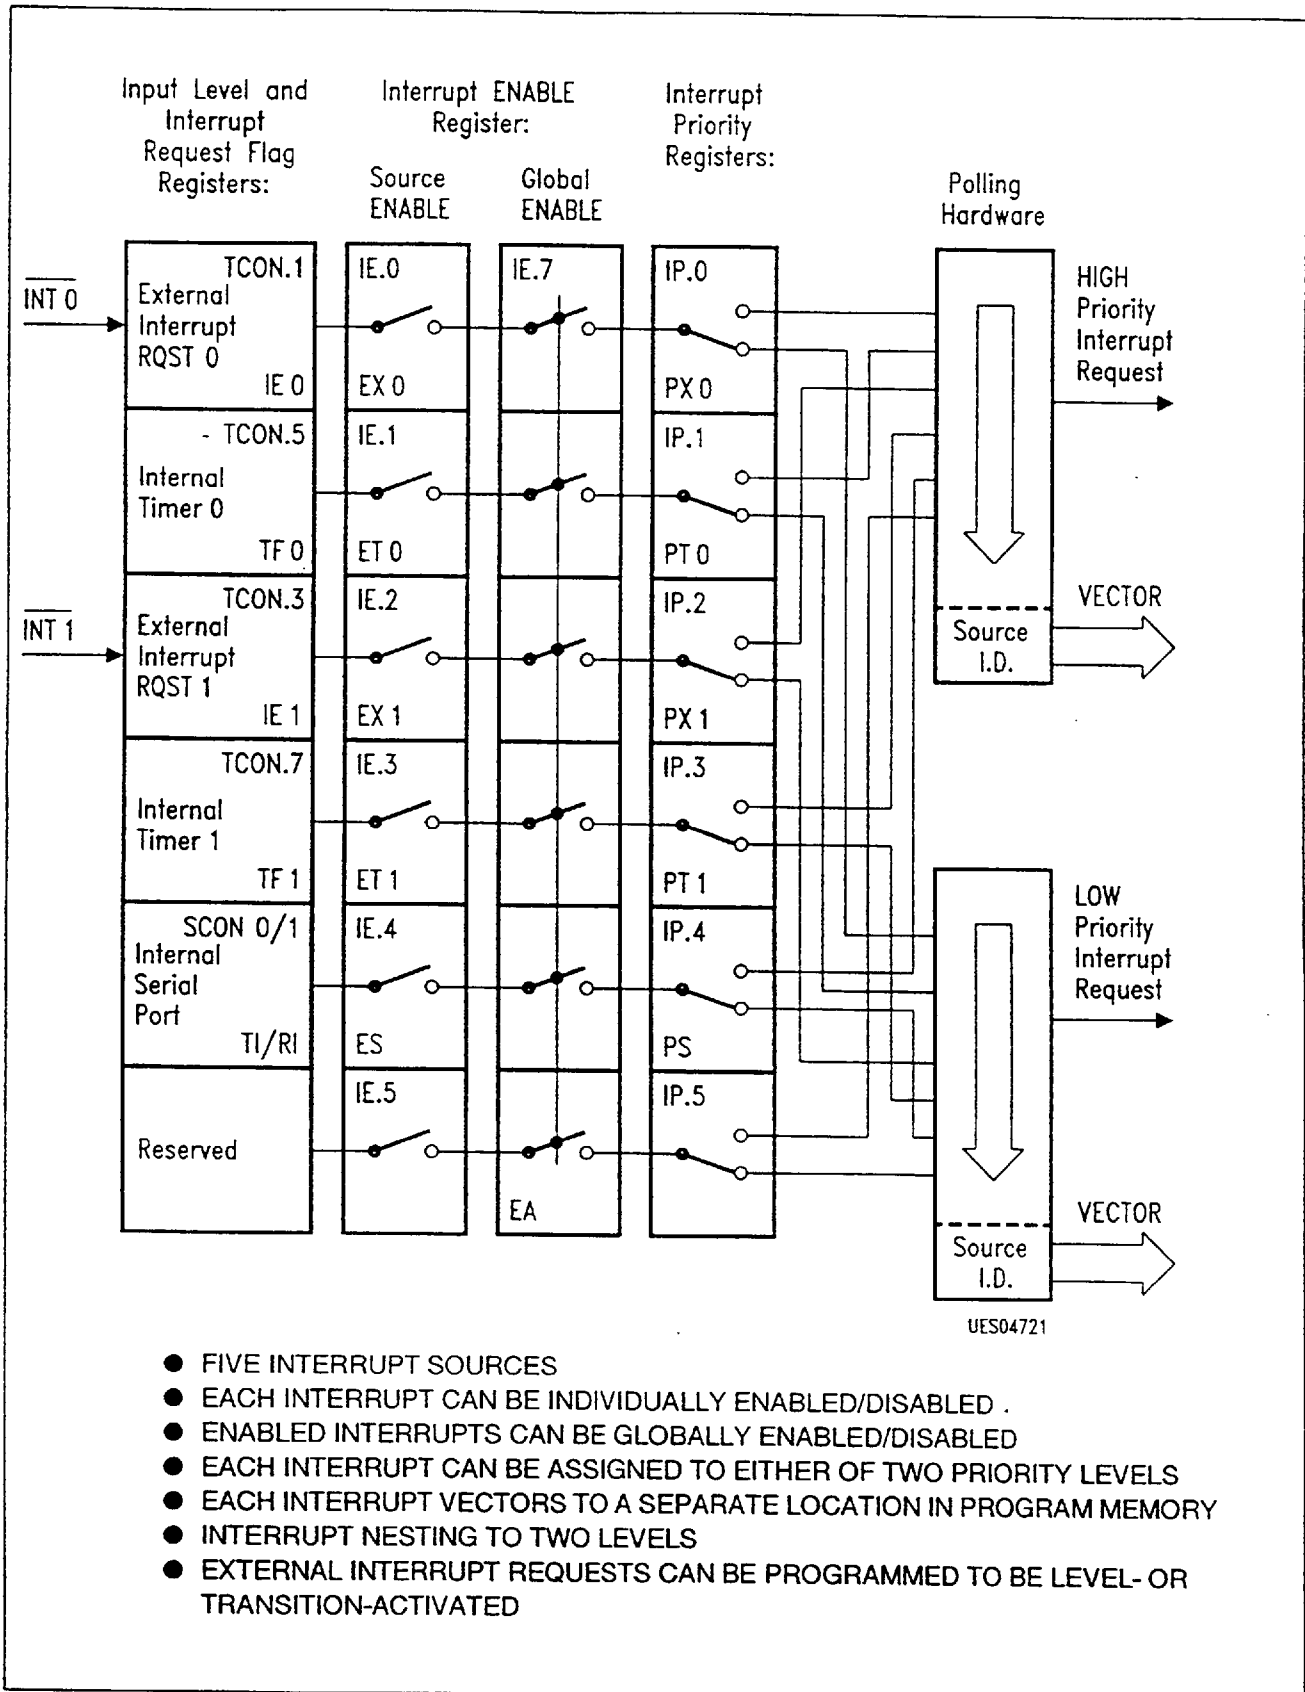 Input Level and
Interrupt
Request Flag
Registers:
Interrupt ENABLE
Register:
Source
ENABLE
Global
ENABLE
Interrupt
Priority
Registers:
Polling
Hardware
INT 0
TCON.1
External
Interrupt
RQST 0
IE 0
IE.0
EX 0
IE.7
IP.0
PX 0
HIGH
Priority
Interrupt
Request
- TCON.5
Internal
Timer 0
TF 0
IE.1
ET 0
IP.1
PT 0
INT 1
TCON.3
External
Interrupt
RQST 1
IE 1
IE.2
EX 1
IP.2
PX 1
VECTOR
Source
I.D.
TCON.7
Internal
Timer 1
TF 1
IE.3
ET 1
IP.3
PT 1
SCON 0/1
Internal
Serial
Port
TI/RI
IE.4
ES
IP.4
PS
LOW
Priority
Interrupt
Request
Reserved
IE.5
EA
IP.5
VECTOR
Source
I.D.
UES04721
● FIVE INTERRUPT SOURCES
● EACH INTERRUPT CAN BE INDIVIDUALLY ENABLED/DISABLED .
● ENABLED INTERRUPTS CAN BE GLOBALLY ENABLED/DISABLED
● EACH INTERRUPT CAN BE ASSIGNED TO EITHER OF TWO PRIORITY LEVELS
● EACH INTERRUPT VECTORS TO A SEPARATE LOCATION IN PROGRAM MEMORY
● INTERRUPT NESTING TO TWO LEVELS
● EXTERNAL INTERRUPT REQUESTS CAN BE PROGRAMMED TO BE LEVEL- OR
TRANSITION-ACTIVATED